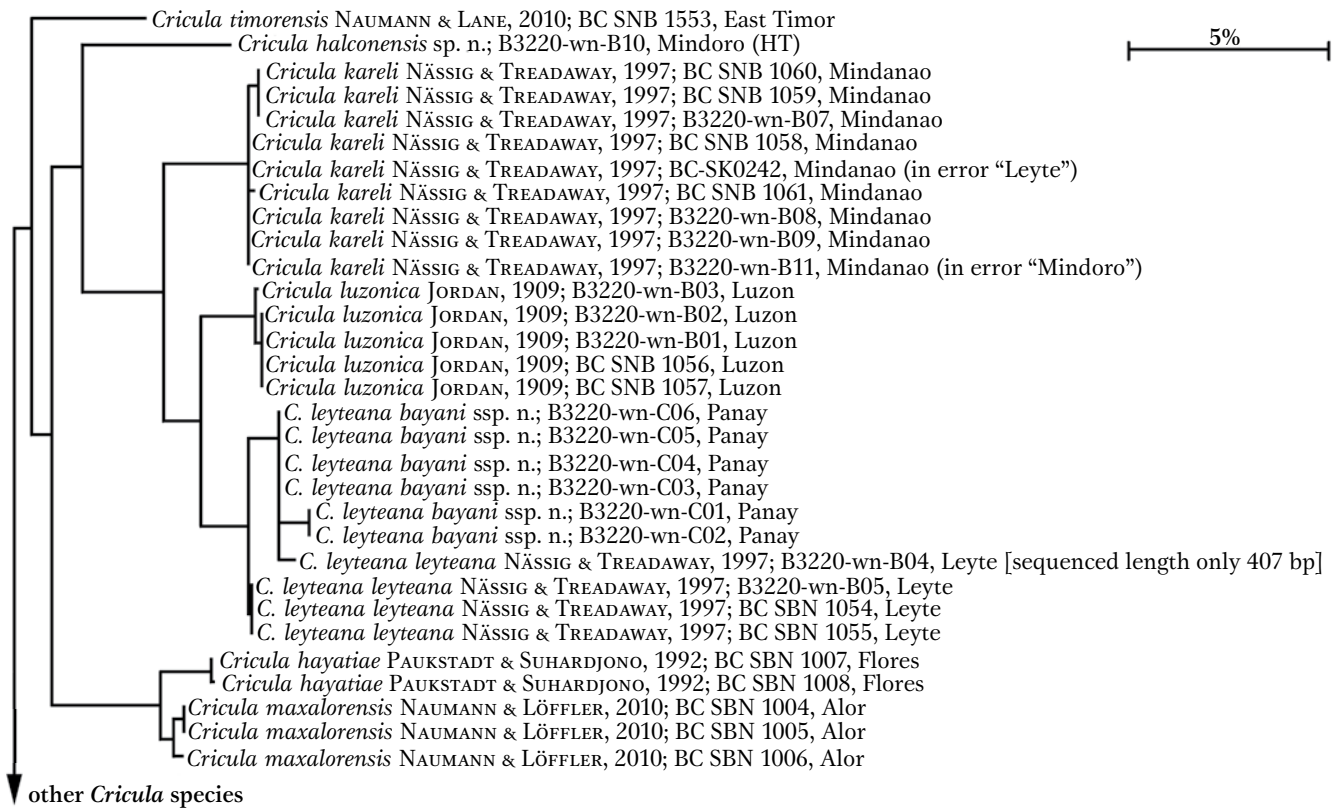 Cricula timorensis NAUMANN & LANE, 2010; BC SNB 1553, East Timor
Cricula halconensis sp. n.; B3220-wn-B10, Mindoro (HT)
5%
Cricula kareli NÄSSIG & TREADAWAY, 1997; BC SNB 1060, Mindanao
Cricula kareli NÄSSIG & TREADAWAY, 1997; BC SNB 1059, Mindanao
Cricula kareli NÄSSIG & TREADAWAY, 1997; B3220-wn-B07, Mindanao
Cricula kareli NÄSSIG & TREADAWAY, 1997; BC SNB 1058, Mindanao
Cricula kareli NÄSSIG & TREADAWAY, 1997; BC-SK0242, Mindanao (in error “Leyte”)
Cricula kareli NÄSSIG & TREADAWAY, 1997; BC SNB 1061, Mindanao
Cricula kareli NÄSSIG & TREADAWAY, 1997; B3220-wn-B08, Mindanao
Cricula kareli NÄSSIG & TREADAWAY, 1997; B3220-wn-B09, Mindanao
Cricula kareli NÄSSIG & TREADAWAY, 1997; B3220-wn-B11, Mindanao (in error “Mindoro”)
Cricula luzonica JORDAN, 1909; B3220-wn-B03, Luzon
Cricula luzonica JORDAN, 1909; B3220-wn-B02, Luzon
Cricula luzonica JORDAN, 1909; B3220-wn-B01, Luzon
Cricula luzonica JORDAN, 1909; BC SNB 1056, Luzon
Cricula luzonica JORDAN, 1909; BC SNB 1057, Luzon
C. leyteana bayani ssp. n.; B3220-wn-C06, Panay
C. leyteana bayani ssp. n.; B3220-wn-C05, Panay
C. leyteana bayani ssp. n.; B3220-wn-C04, Panay
C. leyteana bayani ssp. n.; B3220-wn-C03, Panay
C. leyteana bayani ssp. n.; B3220-wn-C01, Panay
C. leyteana bayani ssp. n.; B3220-wn-C02, Panay
C. leyteana leyteana NÄSSIG & TREADAWAY, 1997; B3220-wn-B04, Leyte [sequenced length only 407 bp]
C. leyteana leyteana NÄSSIG & TREADAWAY, 1997; B3220-wn-B05, Leyte
C. leyteana leyteana NÄSSIG & TREADAWAY, 1997; BC SBN 1054, Leyte
C. leyteana leyteana NÄSSIG & TREADAWAY, 1997; BC SBN 1055, Leyte
Cricula hayatiae PAUKSTADT & SUHARDJONO, 1992; BC SBN 1007, Flores
Cricula hayatiae PAUKSTADT & SUHARDJONO, 1992; BC SBN 1008, Flores
Cricula maxalorensis NAUMANN & LÖFFLER, 2010; BC SBN 1004, Alor
Cricula maxalorensis NAUMANN & LÖFFLER, 2010; BC SBN 1005, Alor
Cricula maxalorensis NAUMANN & LÖFFLER, 2010; BC SBN 1006, Alor
other Cricula species